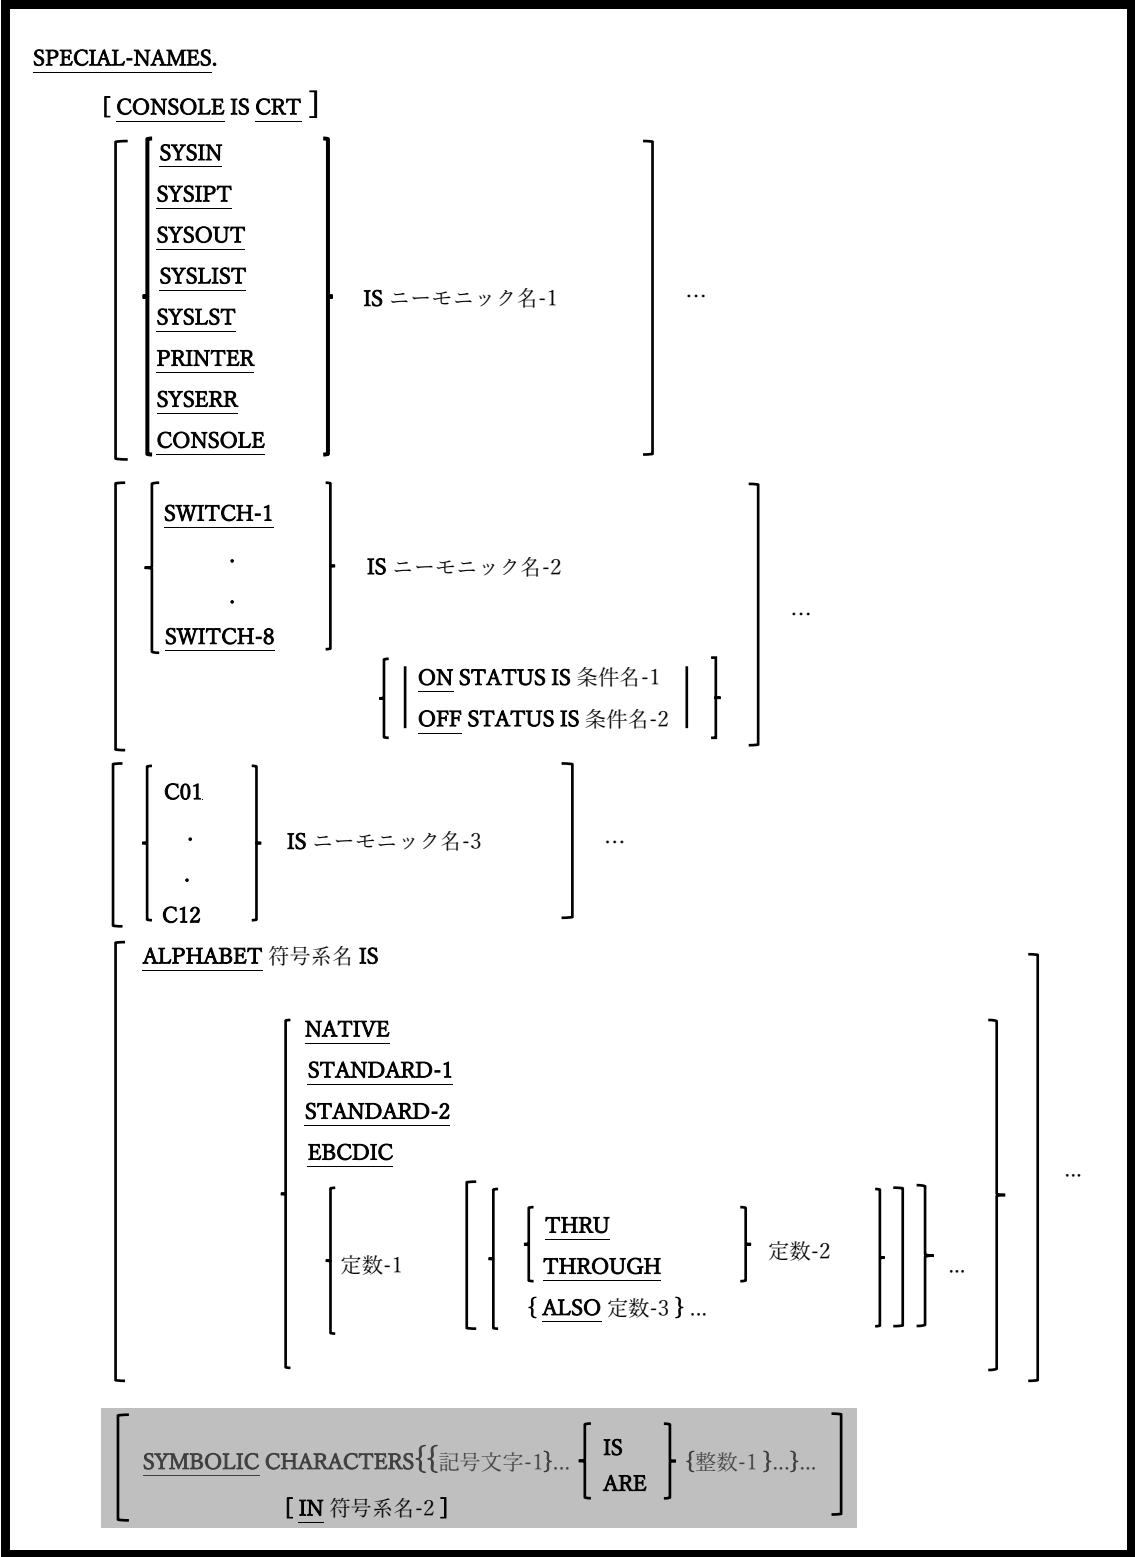 SPECIAL-NAMES.
[ CONSOLE IS CRT ]
SYSIN
SYSIPT
SYSOUT
SYSLIST
IS ニーモニック名-1 ...
SYSLST
PRINTER
SYSERR
CONSOLE
SWITCH-1
.
IS ニーモニック名-2
.
...
SWITCH-8
ON STATUS IS 条件名-1
OFF STATUS IS 条件名-2
C01
.
IS ニーモニック名-3 ...
.
C12
ALPHABET 符号系名 IS
NATIVE
STANDARD-1
STANDARD-2
EBCDIC
...
THRU
定数-1 定数-2 ...
THROUGH
{ ALSO 定数-3 } ...
IS
SYMBOLIC CHARACTERS{{記号文字-1}... {整数-1 }...}...
ARE
[ IN 符号系名-2 ]